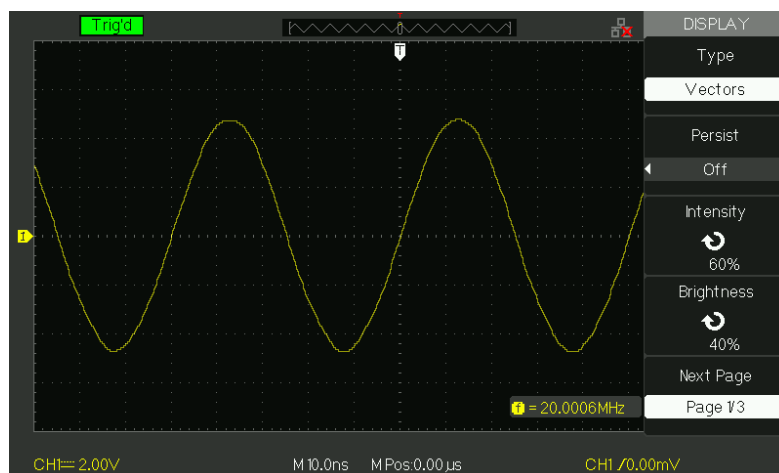 Trig'd
T
DISPLAY
Type
Vectors
Persist
Off
Intensity
60%
Brightness
40%
Next Page
Page 1/3
1
f = 20.0006MHz
CH1 2.00V M 10.0ns M Pos:0.00µs CH1 / 0.00mV